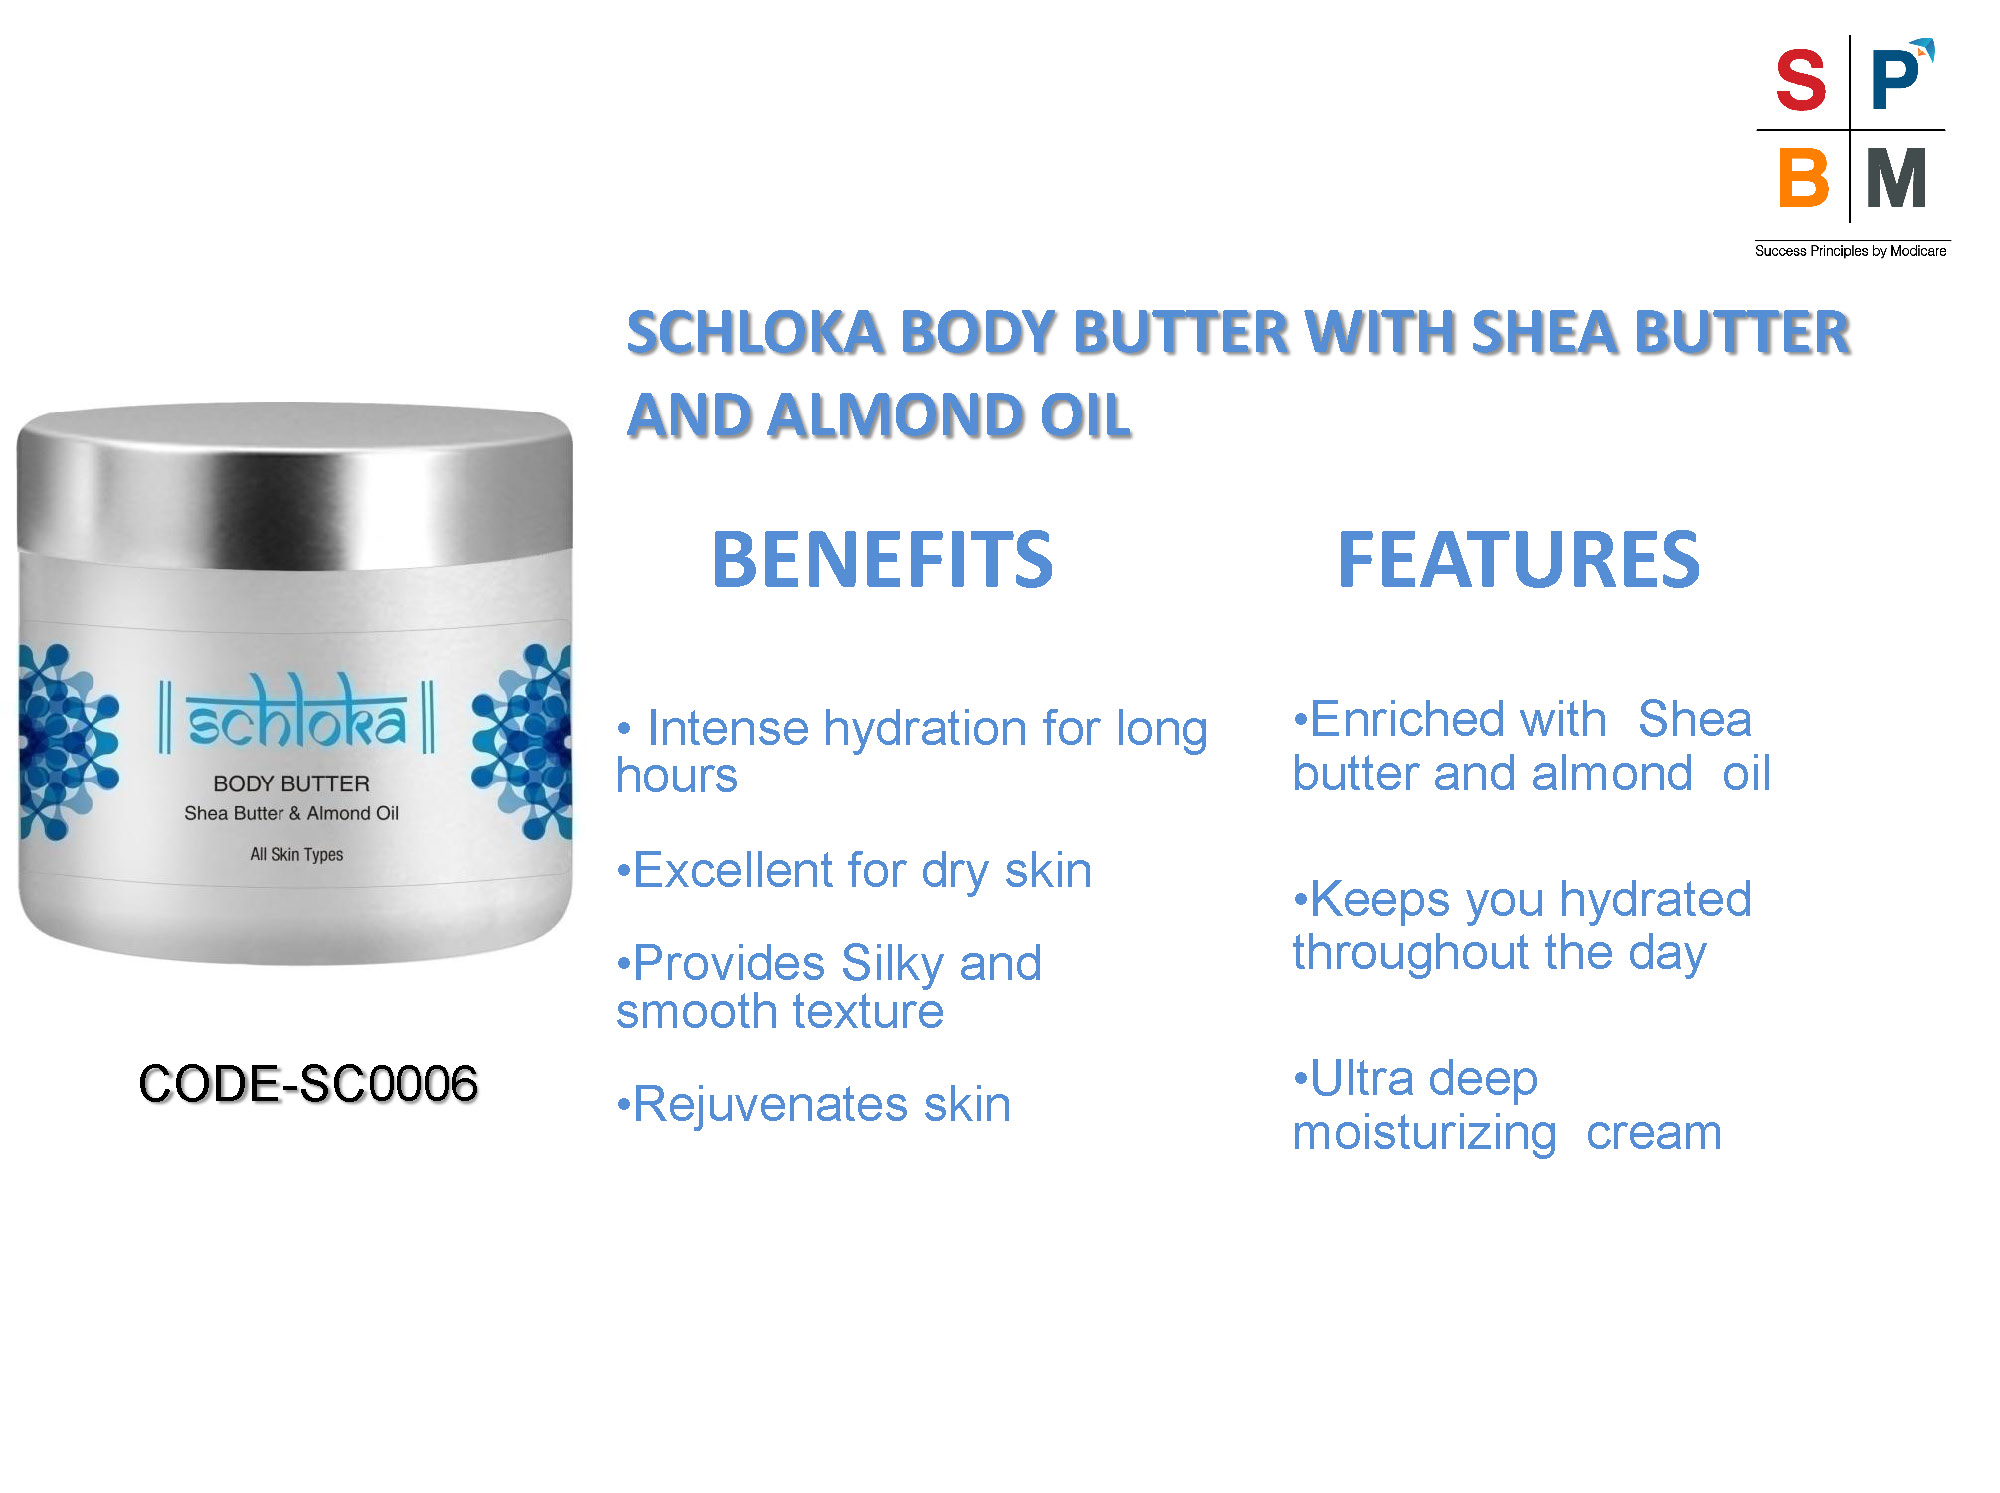 S P
B M
Success Principles by Modicare
SCHLOKA BODY BUTTER WITH SHEA BUTTER
AND ALMOND OIL
schloka
BODY BUTTER
Shea Butter & Almond Oil
All Skin Types
CODE-SC0006
BENEFITS
• Intense hydration for long
hours
•Excellent for dry skin
•Provides Silky and
smooth texture
•Rejuvenates skin
FEATURES
•Enriched with Shea
butter and almond oil
•Keeps you hydrated
throughout the day
•Ultra deep
moisturizing cream